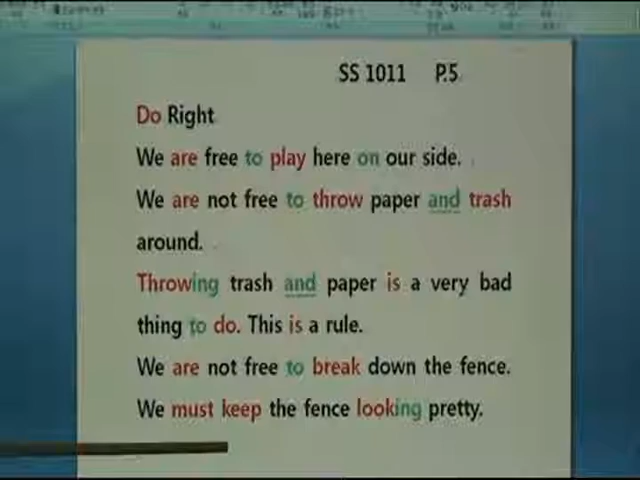 SS 1011 P.5
Do Right
We are free to play here on our side.
We are not free to throw paper and trash
around.
Throwing trash and paper is a very bad
thing to do. This is a rule.
We are not free to break down the fence.
We must keep the fence looking pretty.